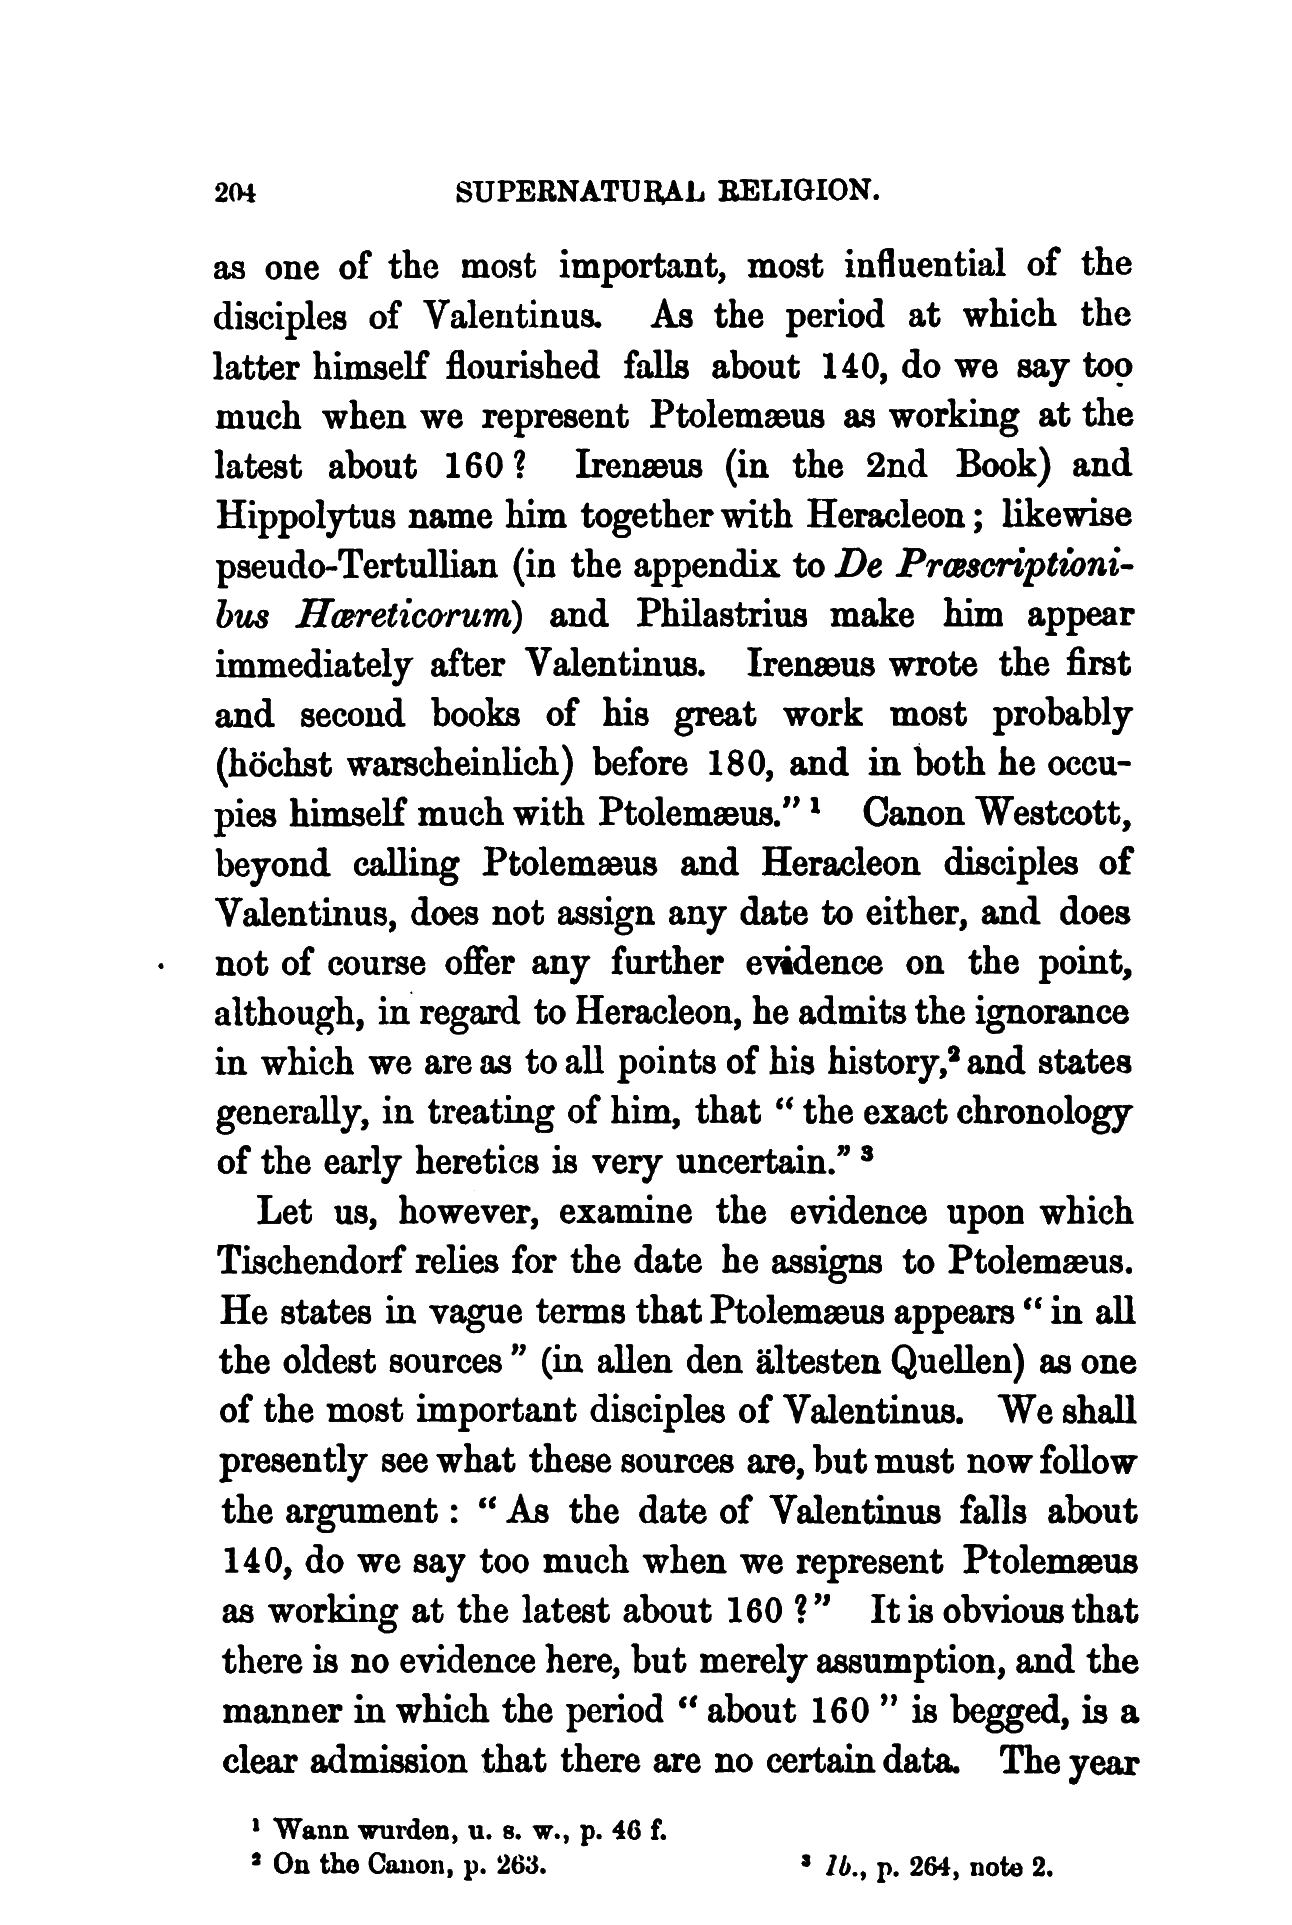 204 SUPERNATURAL RELIGION.
as one of the most important, most influential of the
disciples of Valentinus. As the period at which the
latter himself flourished falls about 140, do we say too
much when we represent Ptolemæus as working at the
latest about 160? Irenæus (in the 2nd Book) and
Hippolytus name him together with Heracleon; likewise
pseudo-Tertullian (in the appendix to De Præscriptioni-
bus Hæreticorum) and Philastrius make him appear
immediately after Valentinus. Irenæus wrote the first
and second books of his great work most probably
(höchst warscheinlich) before 180, and in both he occu-
pies himself much with Ptolemæus.” ¹ Canon Westcott,
beyond calling Ptolemæus and Heracleon disciples of
Valentinus, does not assign any date to either, and does
not of course offer any further evidence on the point,
although, in regard to Heracleon, he admits the ignorance
in which we are as to all points of his history,² and states
generally, in treating of him, that “the exact chronology
of the early heretics is very uncertain.” ³
Let us, however, examine the evidence upon which
Tischendorf relies for the date he assigns to Ptolemæus.
He states in vague terms that Ptolemæus appears “in all
the oldest sources” (in allen den ältesten Quellen) as one
of the most important disciples of Valentinus. We shall
presently see what these sources are, but must now follow
the argument: “As the date of Valentinus falls about
140, do we say too much when we represent Ptolemæus
as working at the latest about 160?” It is obvious that
there is no evidence here, but merely assumption, and the
manner in which the period “about 160” is begged, is a
clear admission that there are no certain data. The year
¹ Wann wurden, u. s. w., p. 46 f.
² On the Canon, p. 263. ³ Ib., p. 264, note 2.